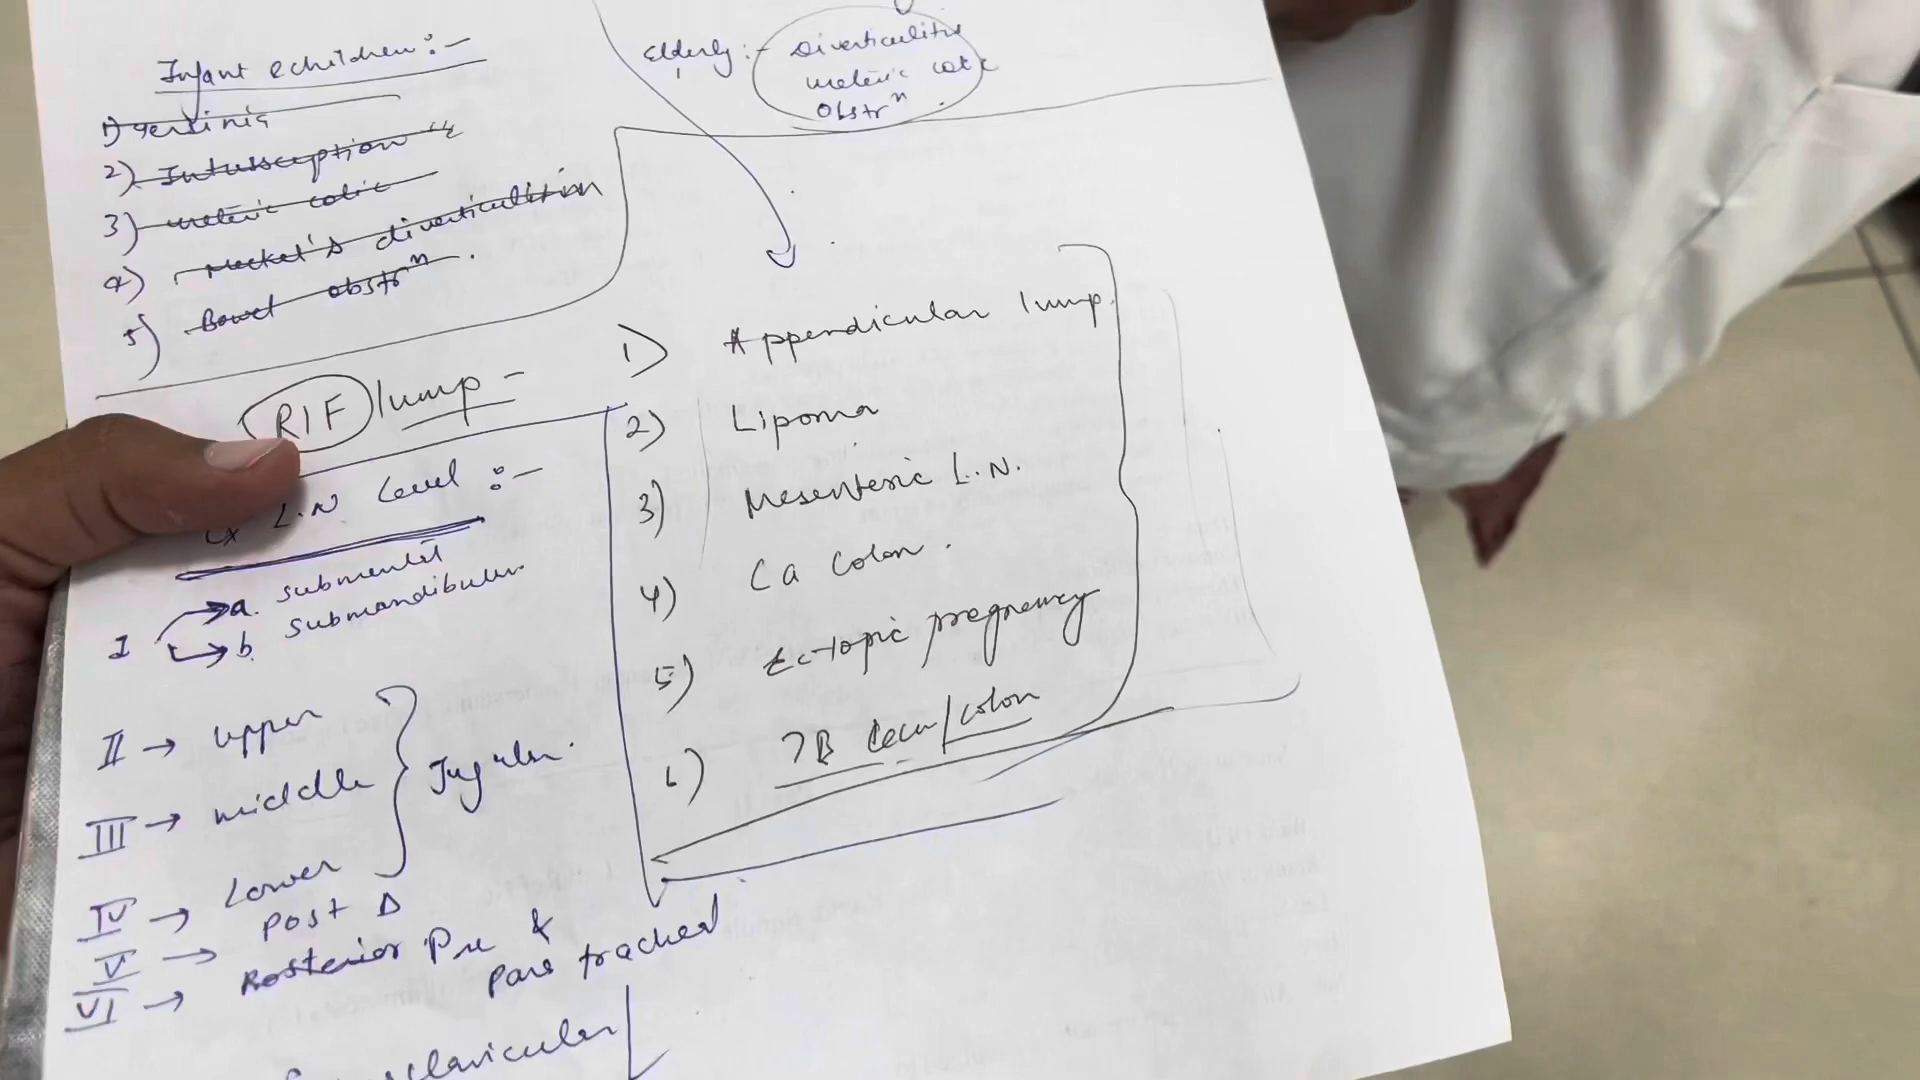 Infant & children :-
1) Yersinia
2) Intussception
3) ureteric colic
4) Meckel's diverticulitis
5) Bowel obstrn.
Elderly :- Diverticulitis
ureteric colic
Obstrn.
RIF lump -
1) Appendicular lump.
2) Lipoma
3) Mesenteric L.N.
4) Ca Colon.
5) Ectopic pregnency
6) TB Cecum/colon
L.N Level :-
I → a. submental
→ b. submandibular
II → upper
III → middle
Jugular.
IV → Lower
V → Post Δ
VI → Posterior Pre &
Para tracheal